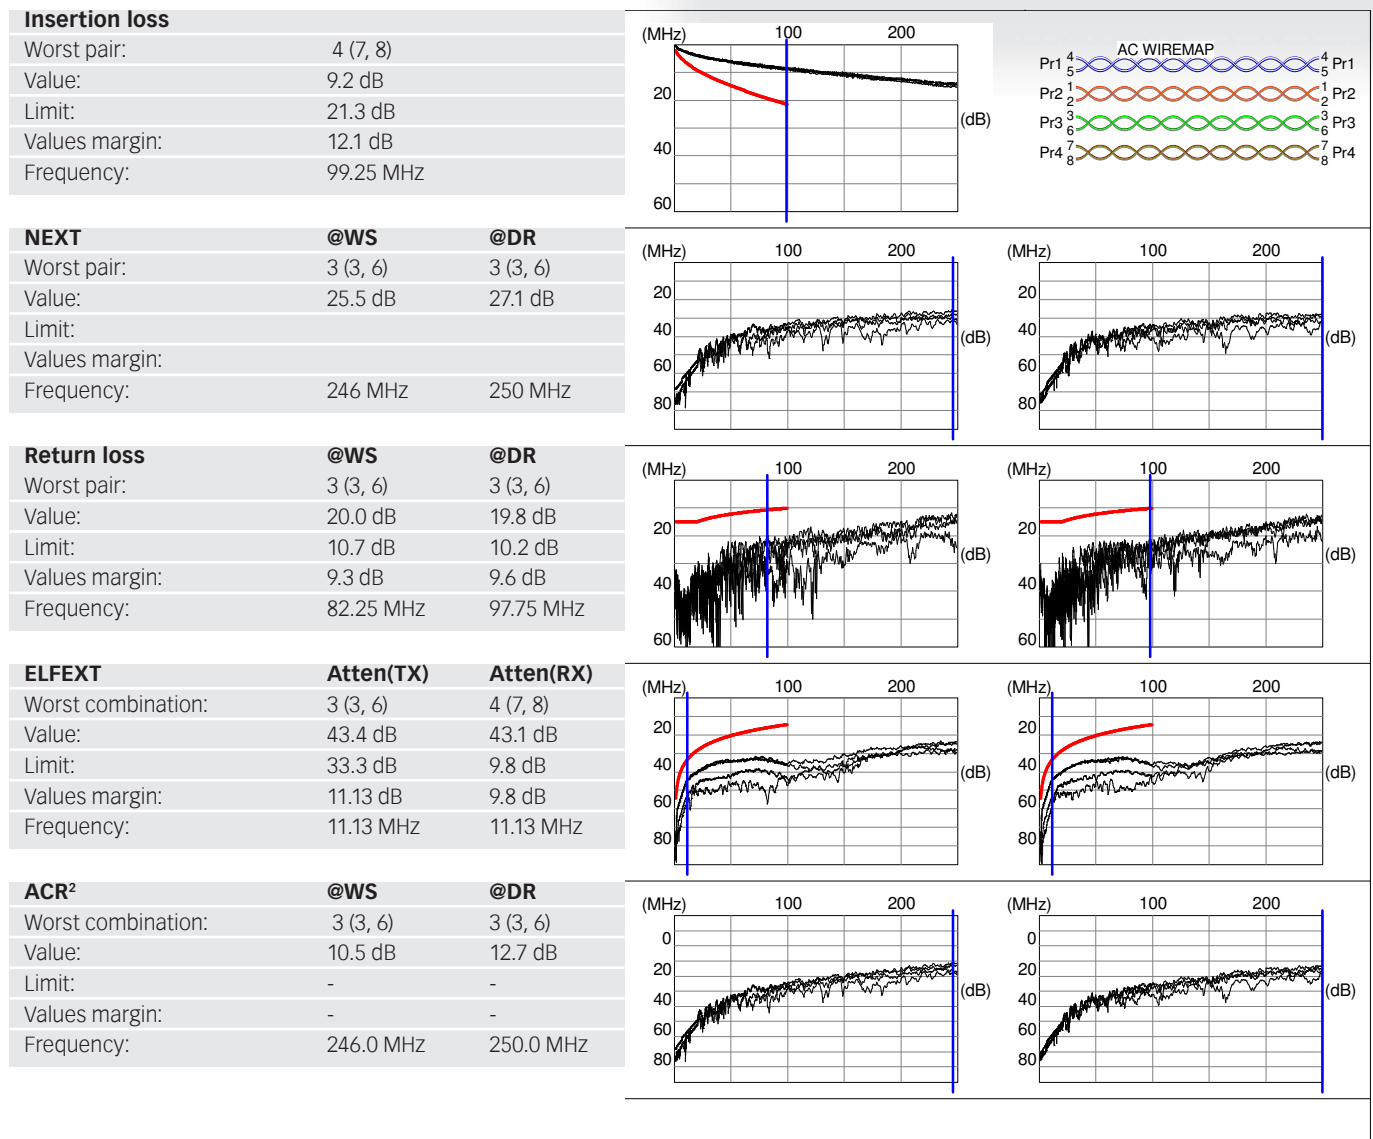 Insertion loss
Worst pair: 4 (7, 8)
Value: 9.2 dB
Limit: 21.3 dB
Values margin: 12.1 dB
Frequency: 99.25 MHz
(MHz) 100 200
20
(dB)
40
60
AC WIREMAP
Pr1 4 5 4 5 Pr1
Pr2 1 2 1 2 Pr2
Pr3 3 6 3 6 Pr3
Pr4 7 8 7 8 Pr4
NEXT @WS @DR
Worst pair: 3 (3, 6) 3 (3, 6)
Value: 25.5 dB 27.1 dB
Limit:
Values margin:
Frequency: 246 MHz 250 MHz
(MHz) 100 200
20
40 (dB)
60
80
(MHz) 100 200
20
40 (dB)
60
80
Return loss @WS @DR
Worst pair: 3 (3, 6) 3 (3, 6)
Value: 20.0 dB 19.8 dB
Limit: 10.7 dB 10.2 dB
Values margin: 9.3 dB 9.6 dB
Frequency: 82.25 MHz 97.75 MHz
(MHz) 100 200
20
(dB)
40
60
(MHz) 100 200
20
(dB)
40
60
ELFEXT Atten(TX) Atten(RX)
Worst combination: 3 (3, 6) 4 (7, 8)
Value: 43.4 dB 43.1 dB
Limit: 33.3 dB 9.8 dB
Values margin: 11.13 dB 9.8 dB
Frequency: 11.13 MHz 11.13 MHz
(MHz) 100 200
20
40 (dB)
60
80
(MHz) 100 200
20
40 (dB)
60
80
ACR² @WS @DR
Worst combination: 3 (3, 6) 3 (3, 6)
Value: 10.5 dB 12.7 dB
Limit: - -
Values margin: - -
Frequency: 246.0 MHz 250.0 MHz
(MHz) 100 200
0
20
(dB)
40
60
80
(MHz) 100 200
0
20
(dB)
40
60
80